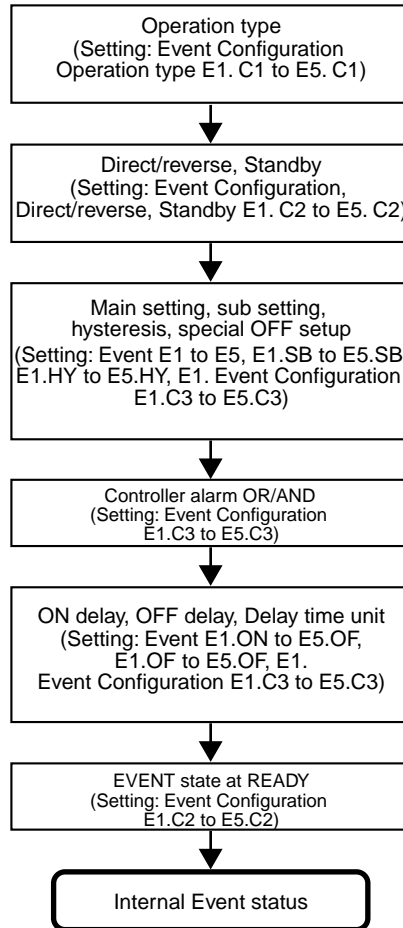 Operation type
(Setting: Event Configuration
Operation type E1. C1 to E5. C1)
Direct/reverse, Standby
(Setting: Event Configuration,
Direct/reverse, Standby E1. C2 to E5. C2)
Main setting, sub setting,
hysteresis, special OFF setup
(Setting: Event E1 to E5, E1.SB to E5.SB
E1.HY to E5.HY, E1. Event Configuration
E1.C3 to E5.C3)
Controller alarm OR/AND
(Setting: Event Configuration
E1.C3 to E5.C3)
ON delay, OFF delay, Delay time unit
(Setting: Event E1.ON to E5.OF,
E1.OF to E5.OF, E1.
Event Configuration E1.C3 to E5.C3)
EVENT state at READY
(Setting: Event Configuration
E1.C2 to E5.C2)
Internal Event status